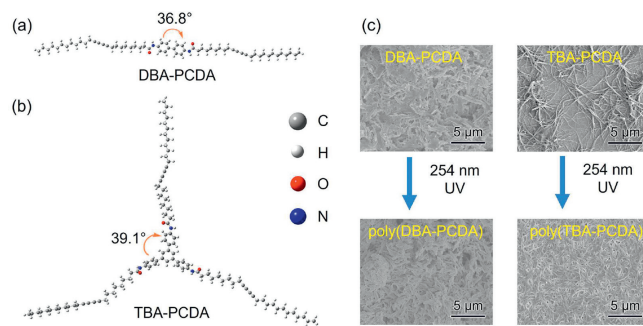 (a)
36.8°
DBA-PCDA
(b)
39.1°
TBA-PCDA
C
H
O
N
(c)
DBA-PCDA
TBA-PCDA
5 µm
5 µm
254 nm
UV
254 nm
UV
poly(DBA-PCDA)
poly(TBA-PCDA)
5 µm
5 µm